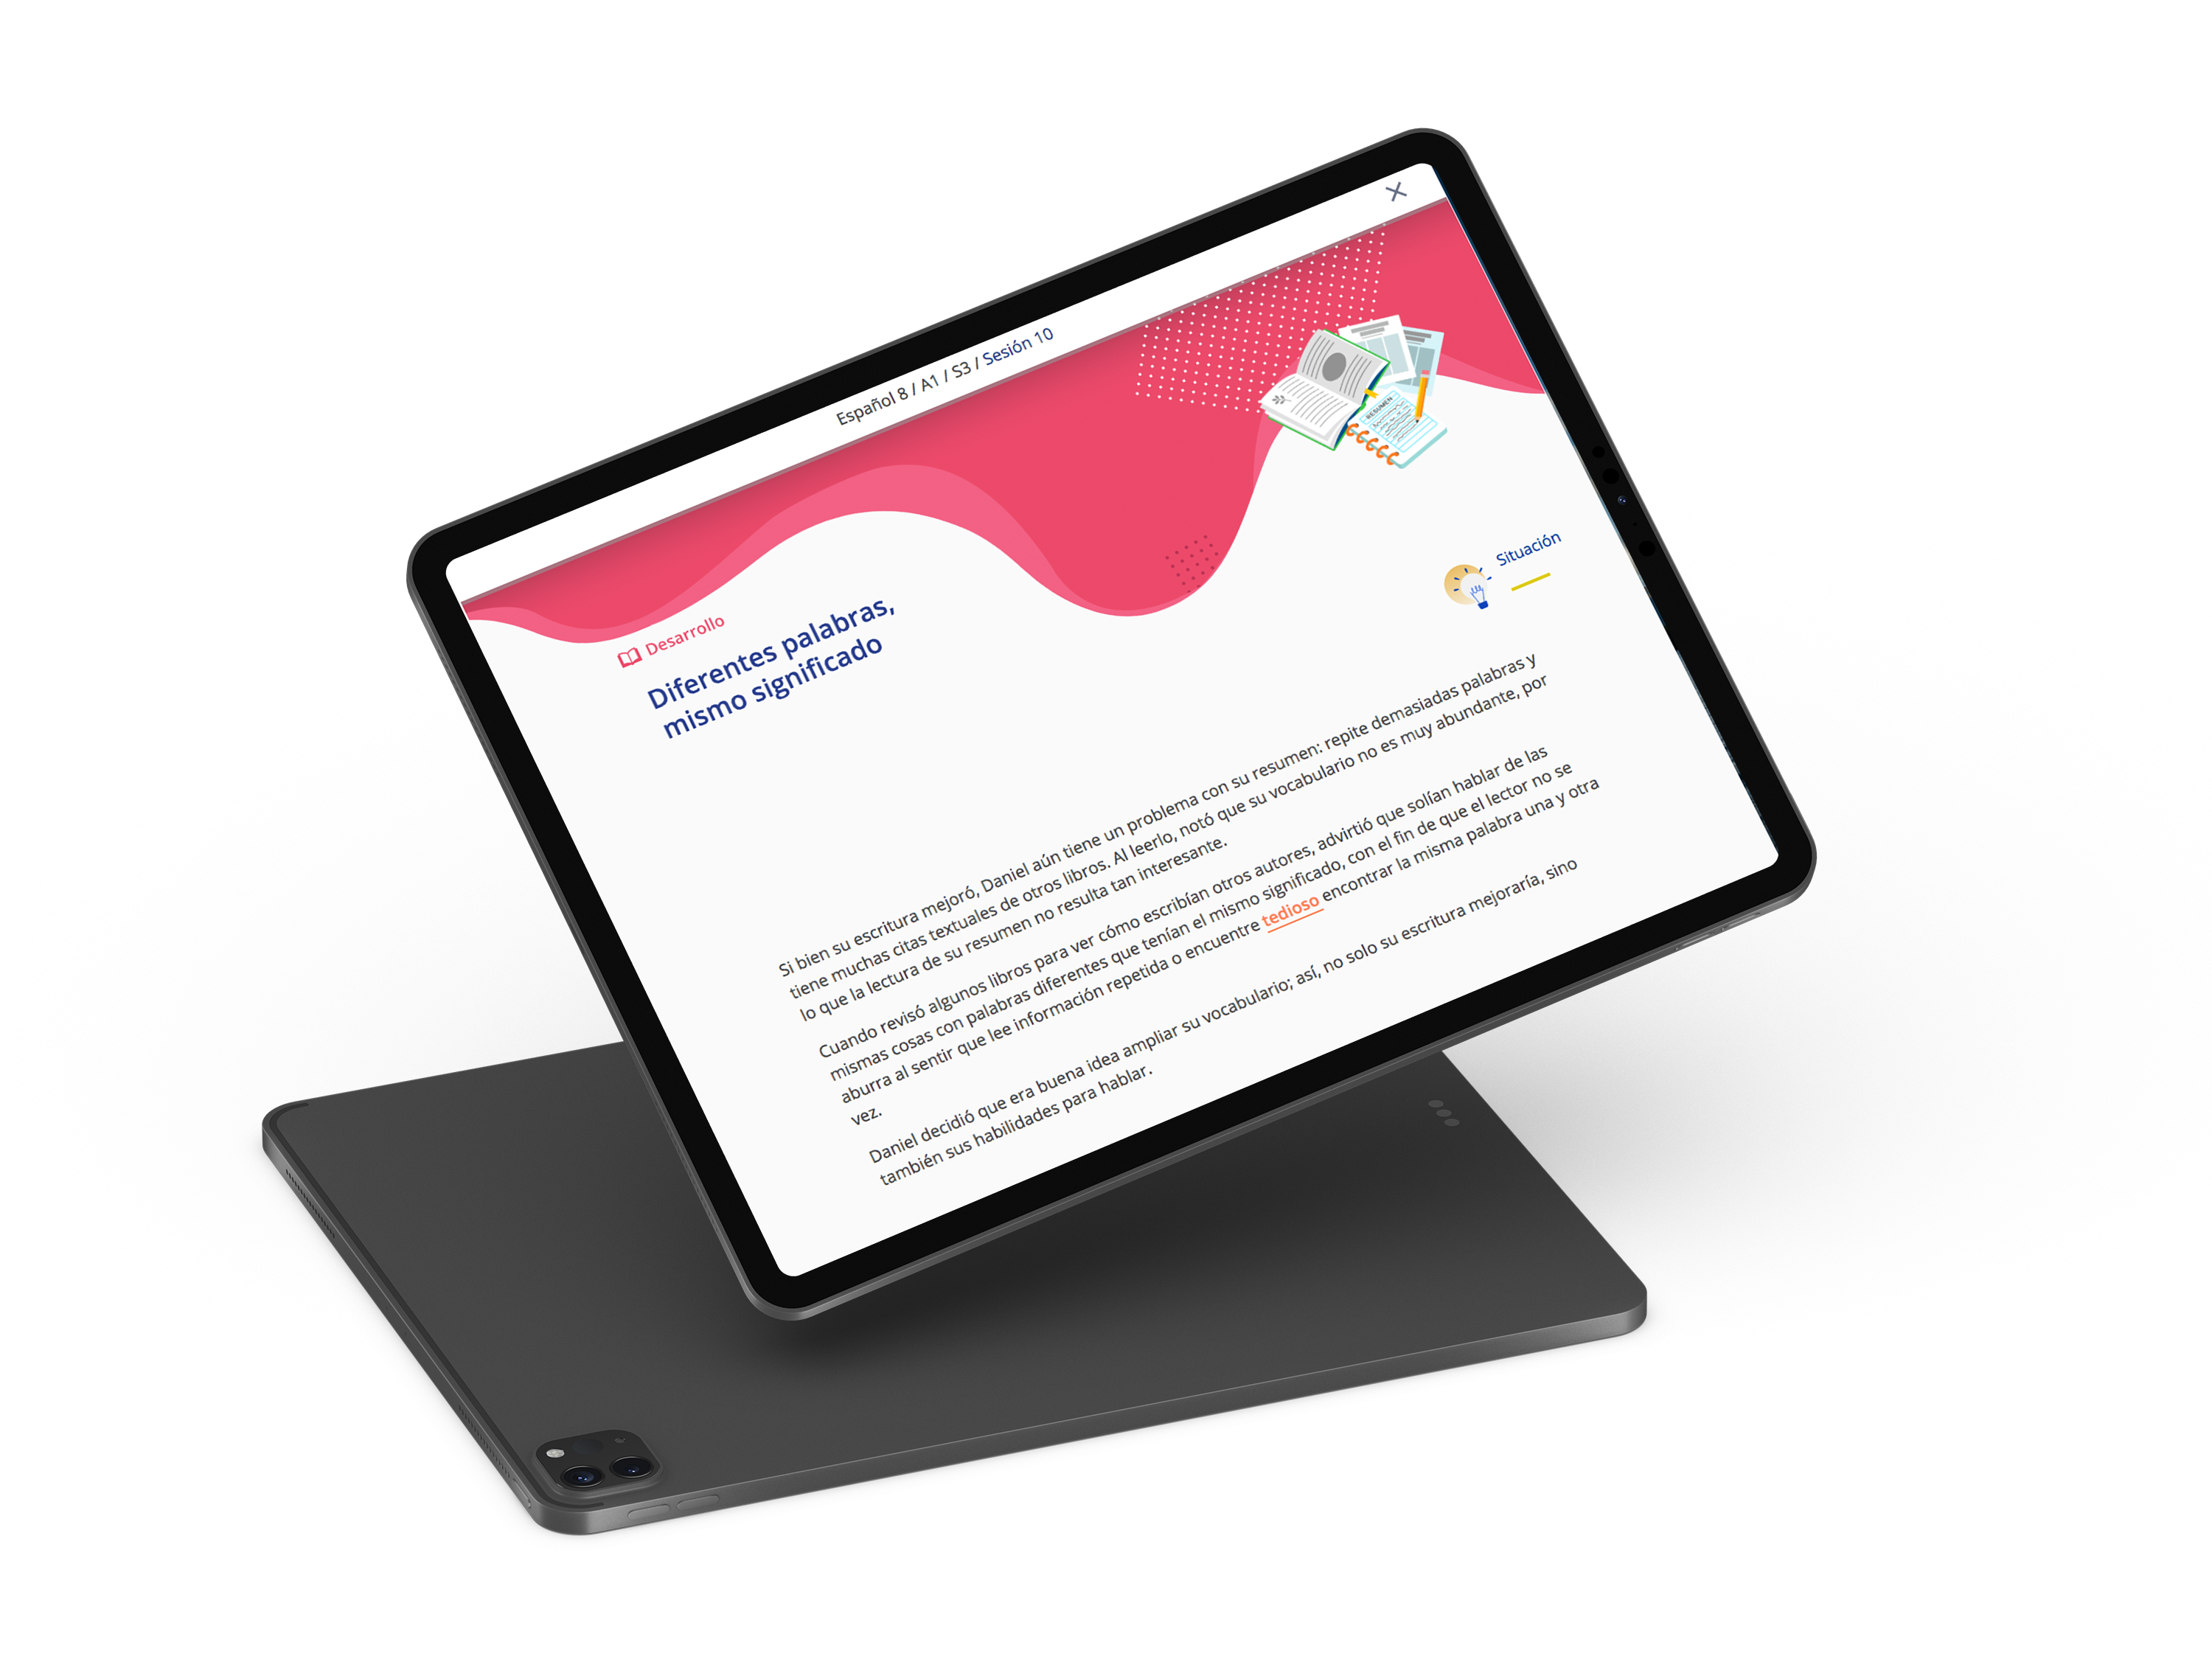 Español 8 / A1 / S3 / Sesión 10
RESUMEN
Desarrollo
Diferentes palabras,
mismo significado
Situación
Si bien su escritura mejoró, Daniel aún tiene un problema con su resumen: repite demasiadas palabras y
tiene muchas citas textuales de otros libros. Al leerlo, notó que su vocabulario no es muy abundante, por
lo que la lectura de su resumen no resulta tan interesante.
Cuando revisó algunos libros para ver cómo escribían otros autores, advirtió que solían hablar de las
mismas cosas con palabras diferentes que tenían el mismo significado, con el fin de que el lector no se
aburra al sentir que lee información repetida o encuentre tedioso encontrar la misma palabra una y otra
vez.
Daniel decidió que era buena idea ampliar su vocabulario; así, no solo su escritura mejoraría, sino
también sus habilidades para hablar.